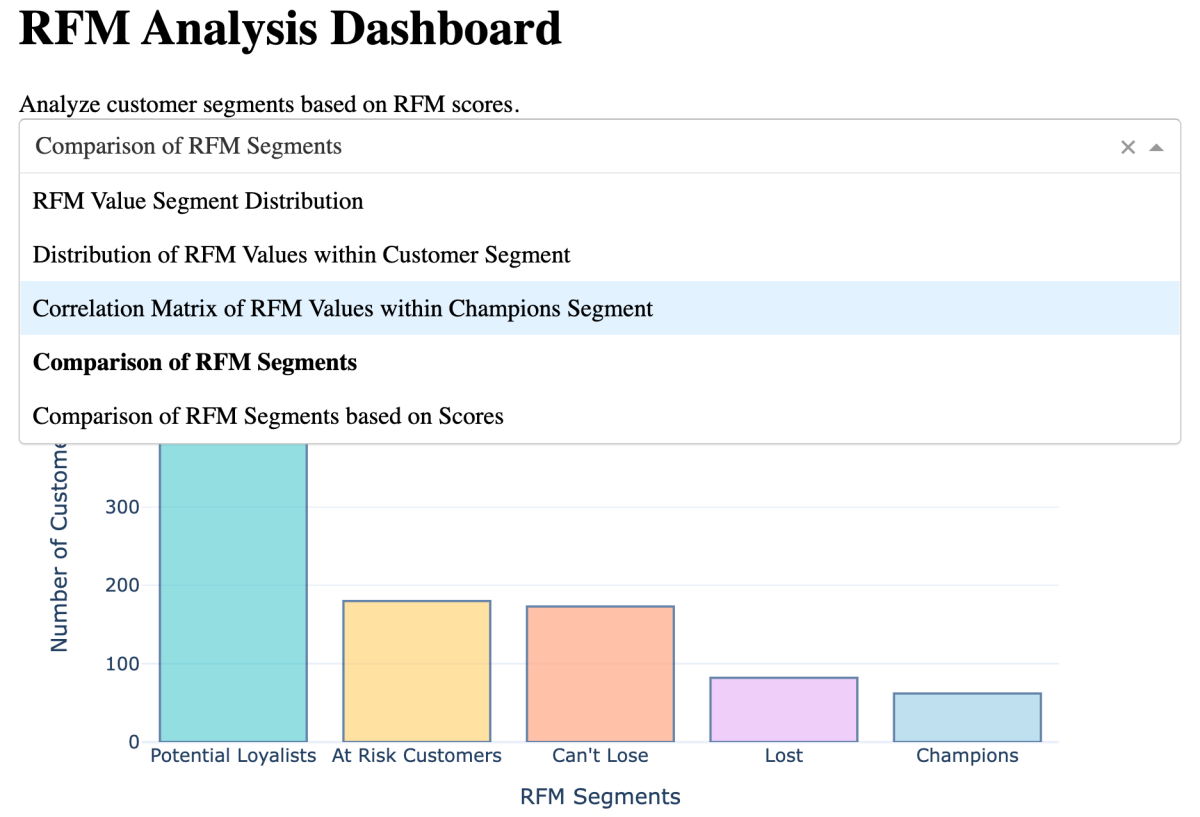 RFM Analysis Dashboard
Analyze customer segments based on RFM scores.
Comparison of RFM Segments
RFM Value Segment Distribution
Distribution of RFM Values within Customer Segment
Correlation Matrix of RFM Values within Champions Segment
Comparison of RFM Segments
Comparison of RFM Segments based on Scores
Number of
300
200
100
0
Potential Loyalists At Risk Customers Can't Lose Lost Champions
RFM Segments